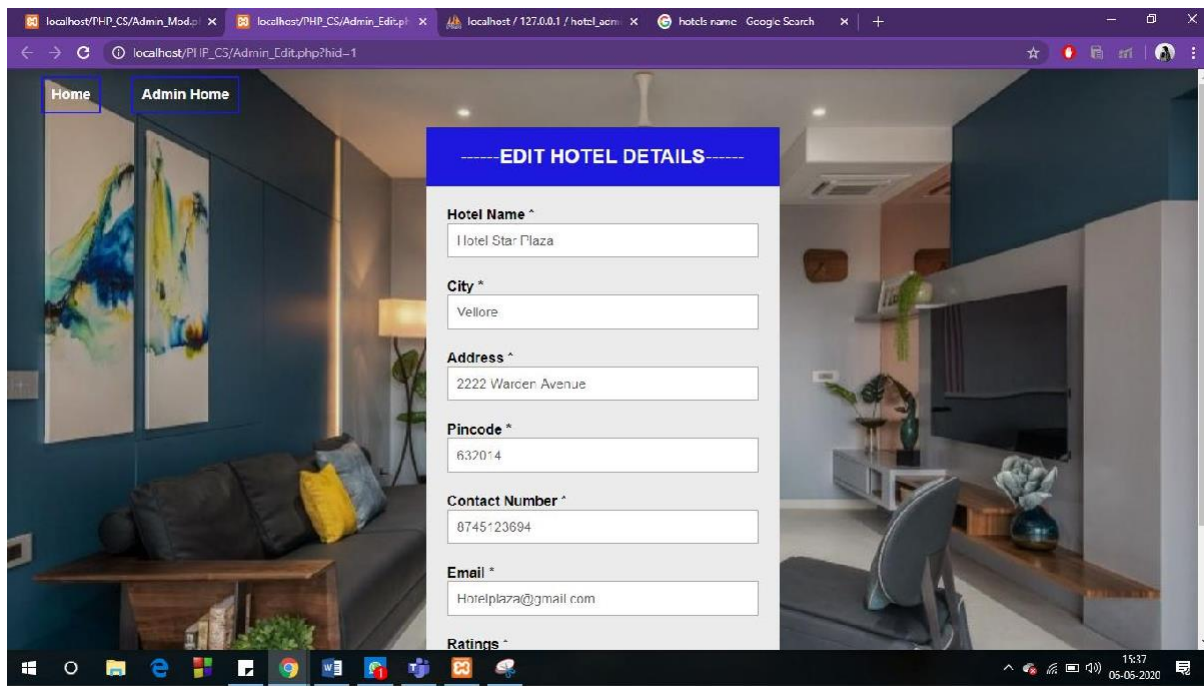 localhost/PHP_CS/Admin_Mod.p
localhost/PHP_CS/Admin_Edit.ph
localhost / 127.0.0.1 / hotel_adm
hotels name - Google Search
localhost/PHP_CS/Admin_Edit.php?hid=1
Home
Admin Home
------EDIT HOTEL DETAILS------
Hotel Name *
Hotel Star Plaza
City *
Vellore
Address *
2222 Warden Avenue
Pincode *
632014
Contact Number *
8745123694
Email *
Hotelplaza@gmail.com
Ratings *
15:37
06-06-2020